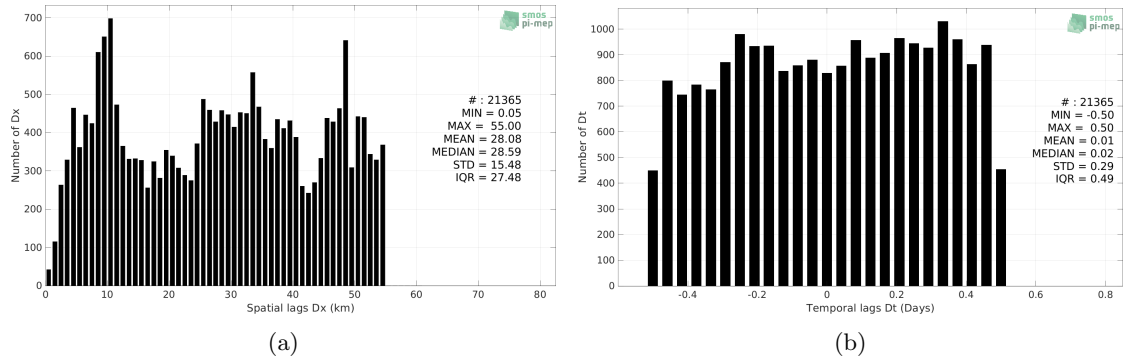 700
600
500
400
300
200
100
0
Number of Dx
0 10 20 30 40 50 60 70 80
Spatial lags Dx (km)
smos
pi-mep
# : 21365
MIN = 0.05
MAX = 55.00
MEAN = 28.08
MEDIAN = 28.59
STD = 15.48
IQR = 27.48
(a)
1000
900
800
700
600
500
400
300
200
100
0
Number of Dt
-0.4 -0.2 0 0.2 0.4 0.6 0.8
Temporal lags Dt (Days)
smos
pi-mep
# : 21365
MIN = -0.50
MAX = 0.50
MEAN = 0.01
MEDIAN = 0.02
STD = 0.29
IQR = 0.49
(b)